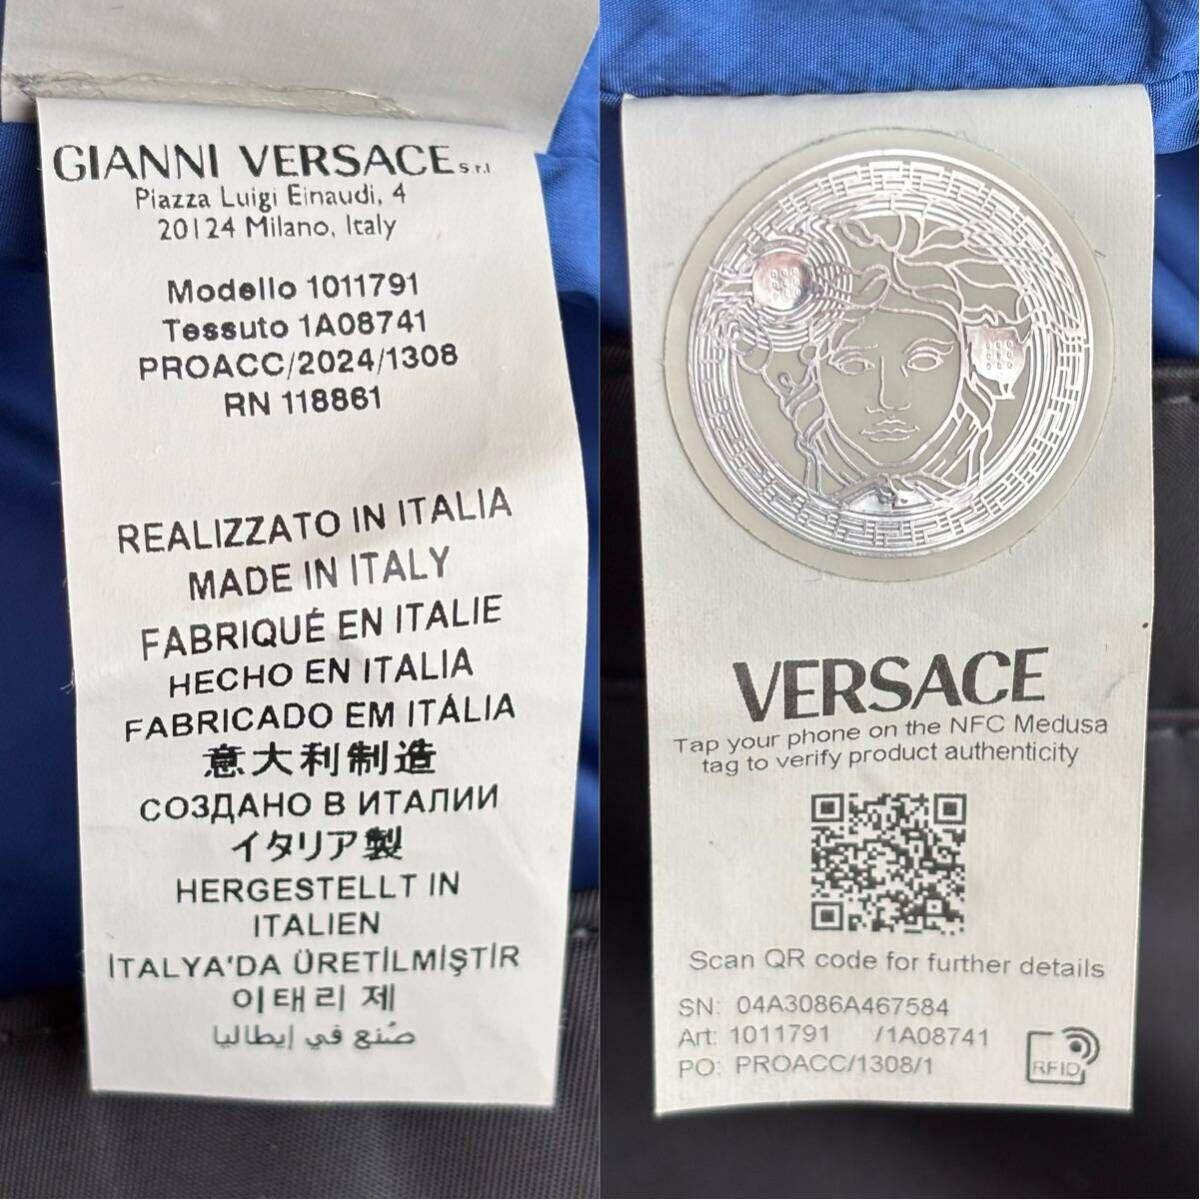 GIANNI VERSACE s.r.l
Piazza Luigi Einaudi, 4
20124 Milano, Italy
Modello 1011791
Tessuto 1A08741
PROACC/2024/1308
RN 118861
REALIZZATO IN ITALIA
MADE IN ITALY
FABRIQUÉ EN ITALIE
HECHO EN ITALIA
FABRICADO EM ITÁLIA
意大利制造
СОЗДАНО В ИТАЛИИ
イタリア製
HERGESTELLT IN
ITALIEN
İTALYA'DA ÜRETİLMİŞTİR
이태리제
صُنع في إيطاليا
VERSACE
Tap your phone on the NFC Medusa
tag to verify product authenticity
Scan QR code for further details
SN: 04A3086A467584
Art: 1011791 /1A08741
PO: PROACC/1308/1
RFID